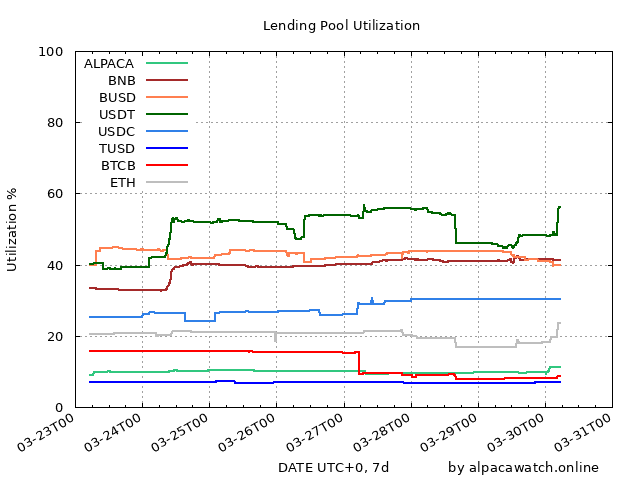 Lending Pool Utilization
100
80
60
40
20
0
Utilization %
ALPACA
BNB
BUSD
USDT
USDC
TUSD
BTCB
ETH
03-23T00
03-24T00
03-25T00
03-26T00
03-27T00
03-28T00
03-29T00
03-30T00
03-31T00
DATE UTC+0, 7d
by alpacawatch.online